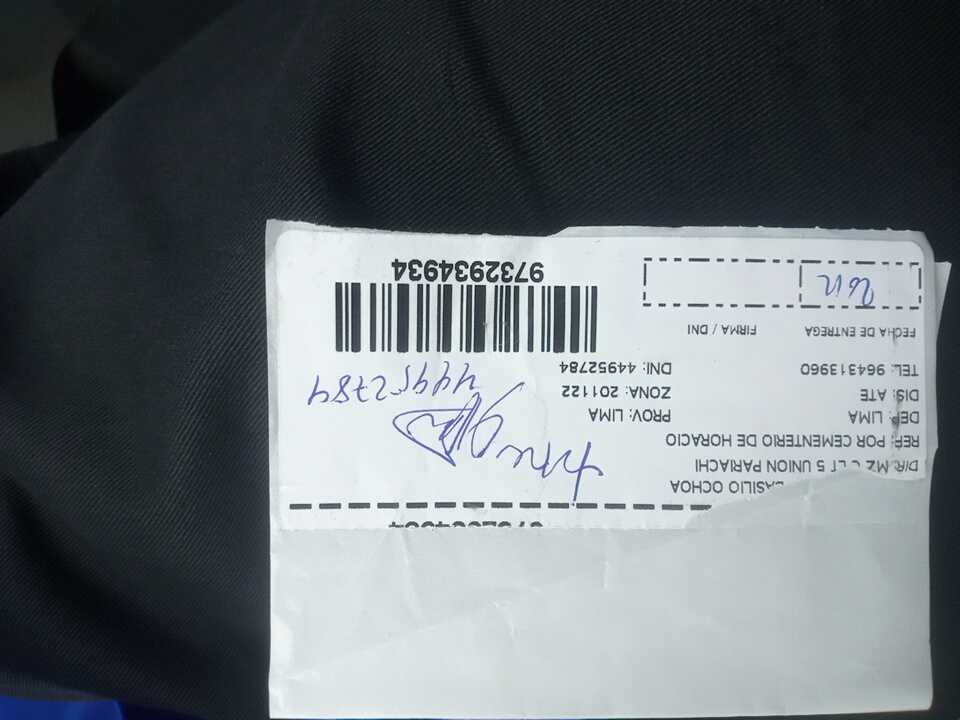 BASILIO OCHOA
DIR: MZ C LT 5 UNION PARIACHI
REF: POR CEMENTERIO DE HORACIO
DEP: LIMA PROV: LIMA
DIS: ATE ZONA: 201122
TEL: 964313960 DNI: 44952784
FECHA DE ENTREGA FIRMA / DNI
44952784
9732934934